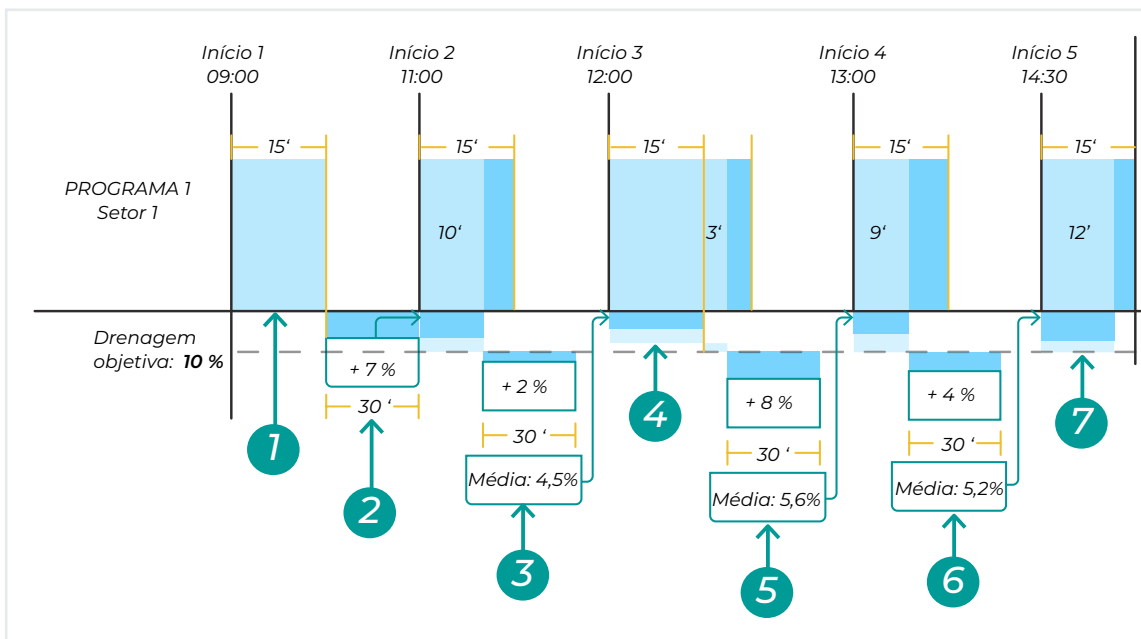 Início 1
09:00
Início 2
11:00
Início 3
12:00
Início 4
13:00
Início 5
14:30
15‘
15‘
15‘
15‘
15‘
PROGRAMA 1
Setor 1
10‘
3‘
9‘
12’
Drenagem
objetiva: 10 %
+ 7 %
+ 2 %
+ 8 %
+ 4 %
30 ‘
30 ‘
30 ‘
30 ‘
Média: 4,5%
Média: 5,6%
Média: 5,2%
1
2
3
4
5
6
7